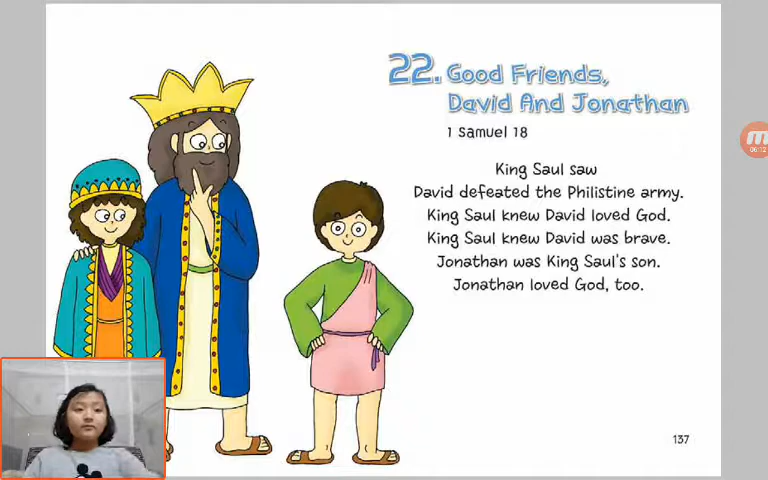 22. Good Friends,
David And Jonathan
1 Samuel 18
King Saul saw
David defeated the Philistine army.
King Saul knew David loved God.
King Saul knew David was brave.
Jonathan was King Saul's son.
Jonathan loved God, too.
137